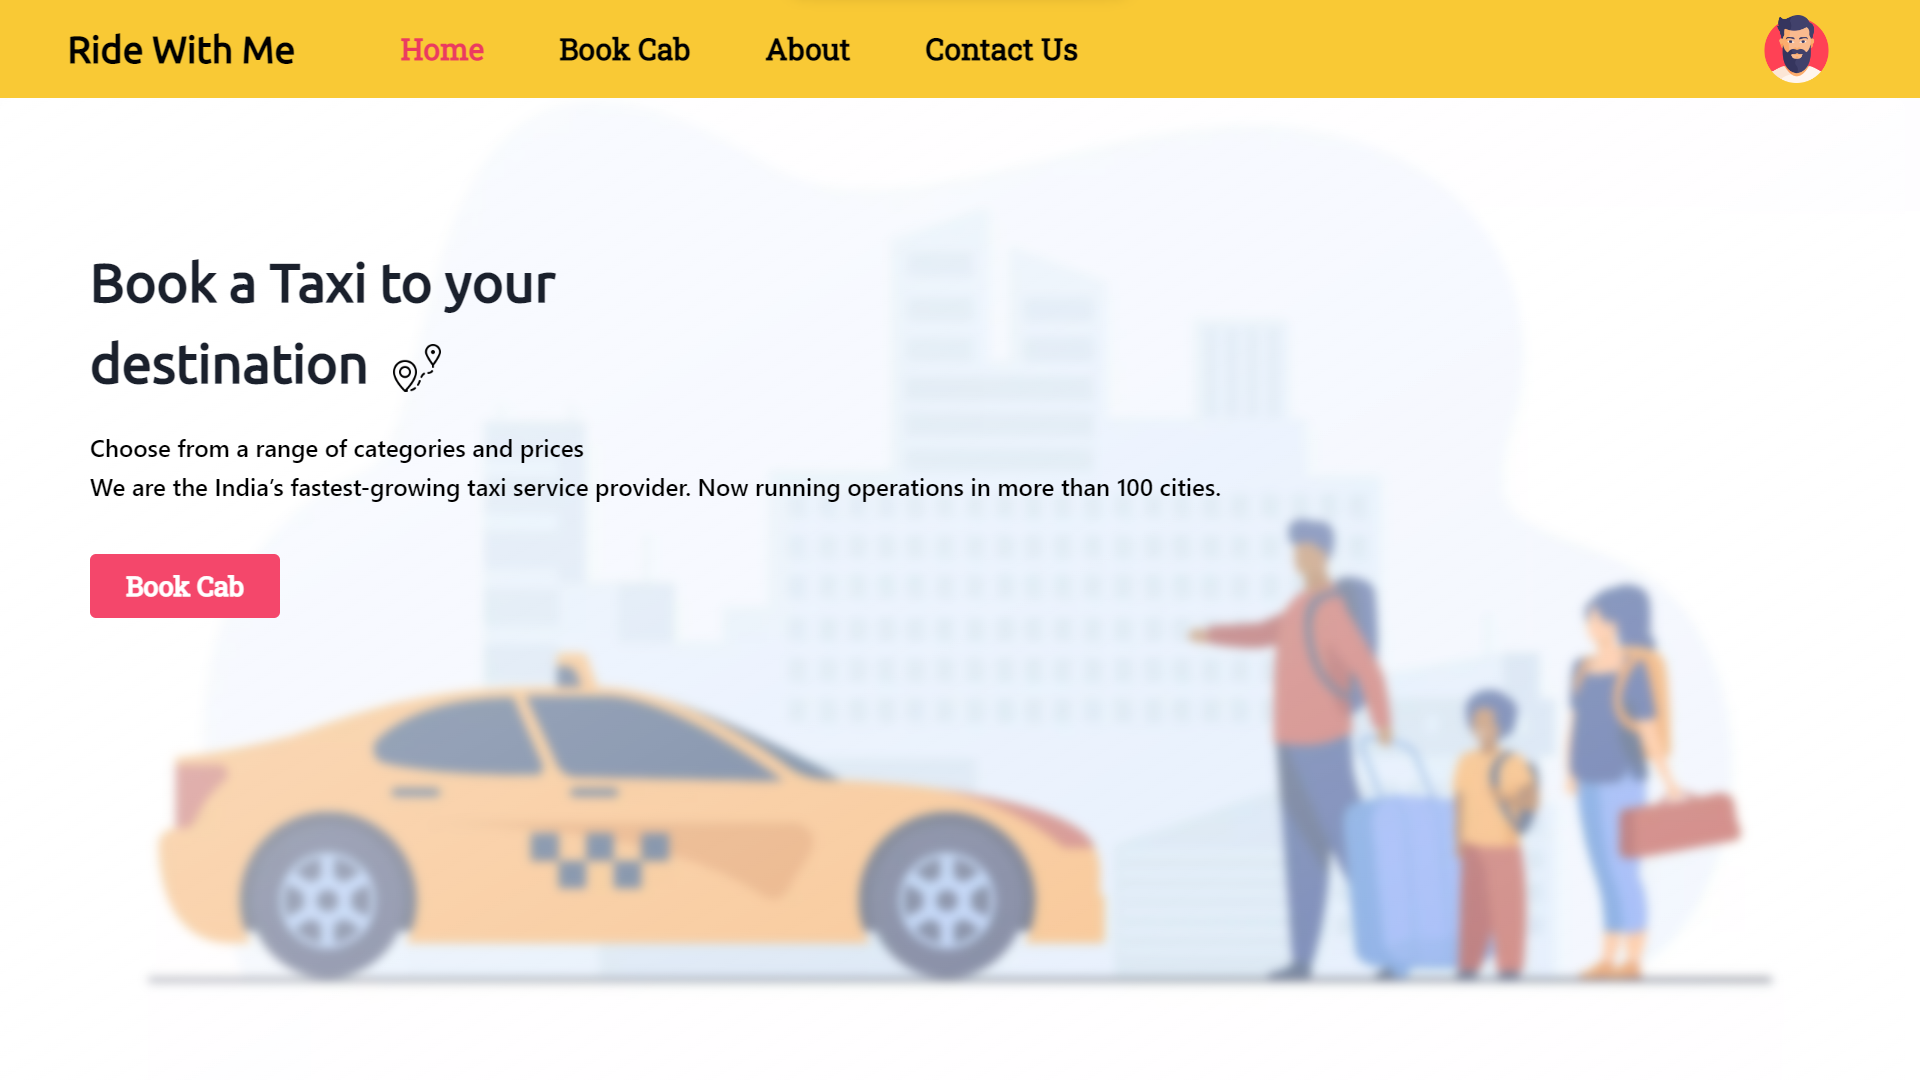 Ride With Me
Home
Book Cab
About
Contact Us
Book a Taxi to your
destination
Choose from a range of categories and prices
We are the India’s fastest-growing taxi service provider. Now running operations in more than 100 cities.
Book Cab